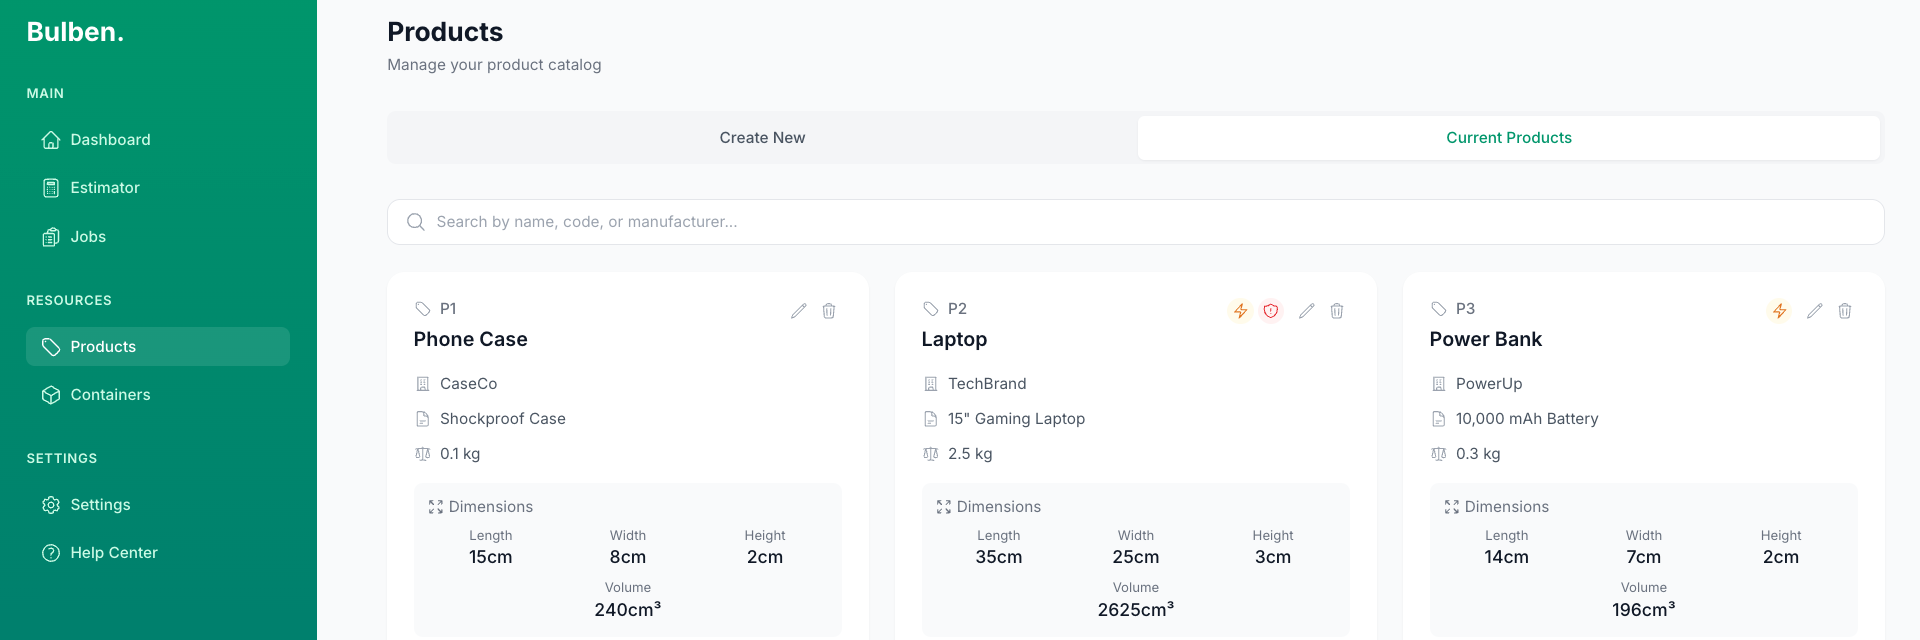 Bulben.
MAIN
Dashboard
Estimator
Jobs
RESOURCES
Products
Containers
SETTINGS
Settings
Help Center
Products
Manage your product catalog
Create New
Current Products
Search by name, code, or manufacturer...
P1
Phone Case
CaseCo
Shockproof Case
0.1 kg
Dimensions
Length Width Height
15cm 8cm 2cm
Volume
240cm³
P2
Laptop
TechBrand
15" Gaming Laptop
2.5 kg
Dimensions
Length Width Height
35cm 25cm 3cm
Volume
2625cm³
P3
Power Bank
PowerUp
10,000 mAh Battery
0.3 kg
Dimensions
Length Width Height
14cm 7cm 2cm
Volume
196cm³